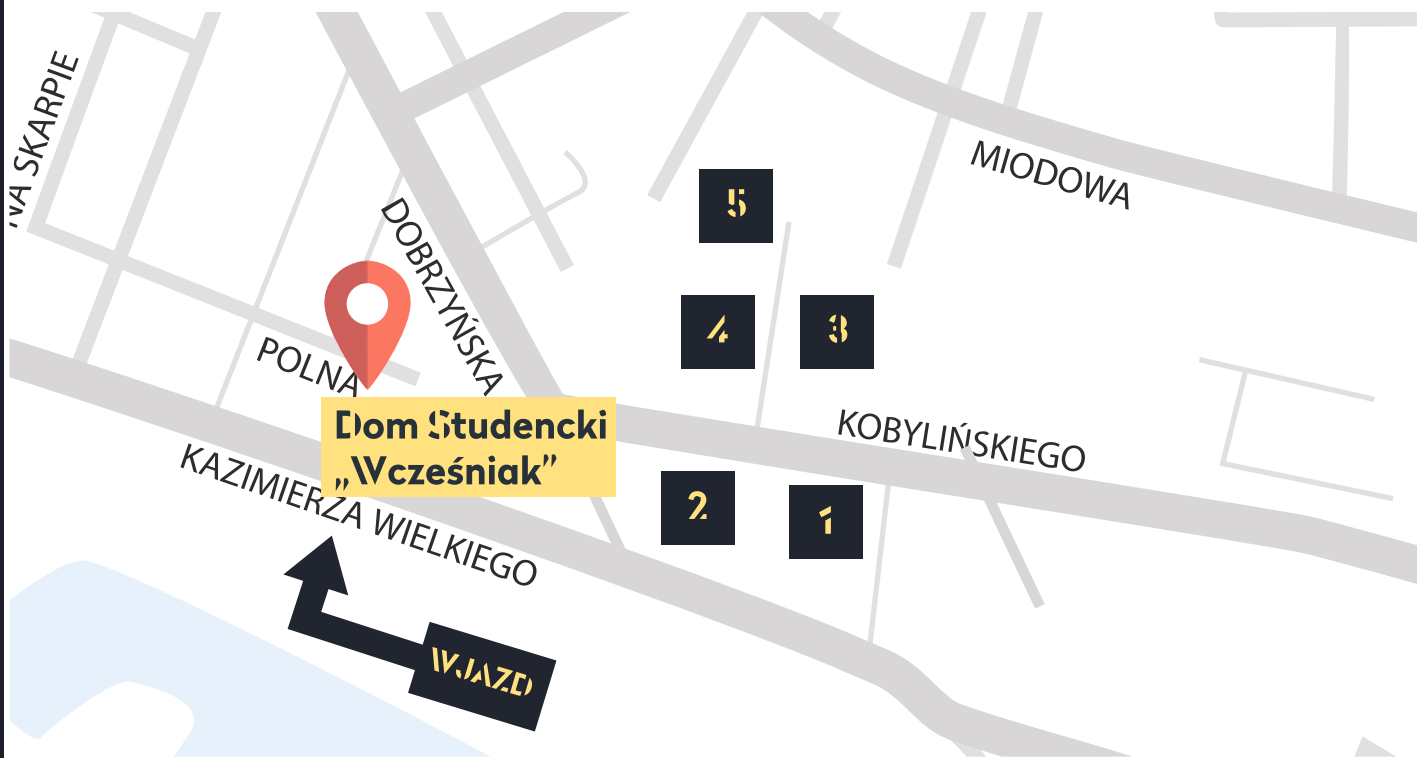 NA SKARPIE
MIODOWA
5
DOBRZYŃSKA
4
3
POLNA
Dom Studencki
„Wcześniak”
KOBYLIŃSKIEGO
KAZIMIERZA WIELKIEGO
2
1
WJAZD